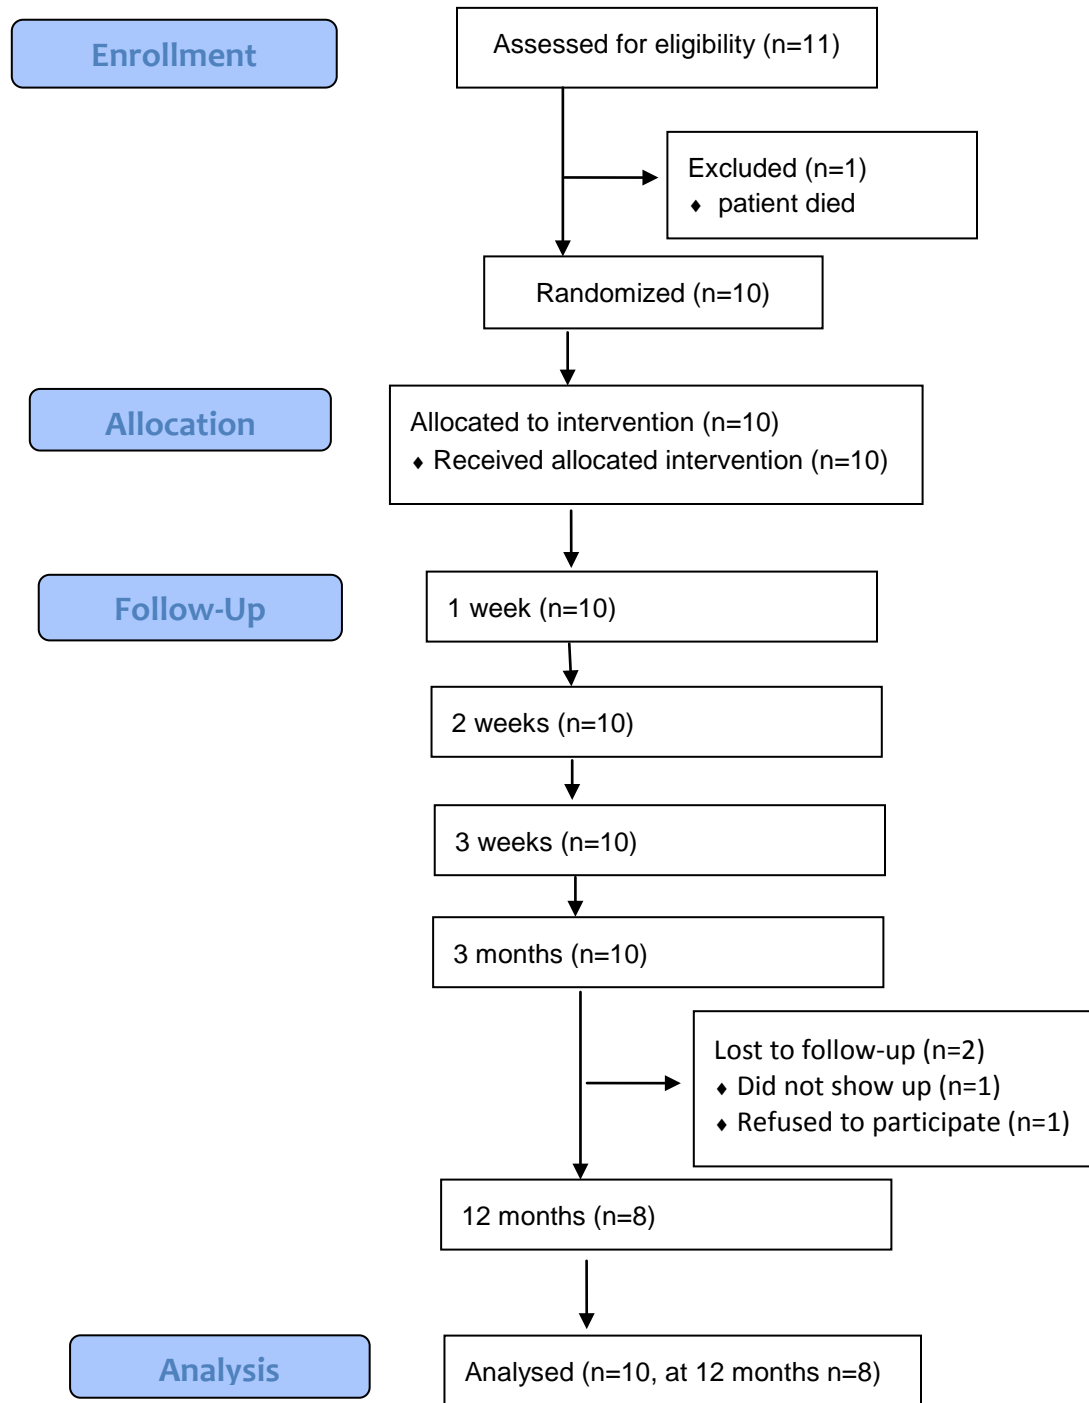 Enrollment
Assessed for eligibility (n=11)
Excluded (n=1)
♦ patient died
Randomized (n=10)
Allocation
Allocated to intervention (n=10)
♦ Received allocated intervention (n=10)
Follow-Up
1 week (n=10)
2 weeks (n=10)
3 weeks (n=10)
3 months (n=10)
Lost to follow-up (n=2)
♦ Did not show up (n=1)
♦ Refused to participate (n=1)
12 months (n=8)
Analysis
Analysed (n=10, at 12 months n=8)